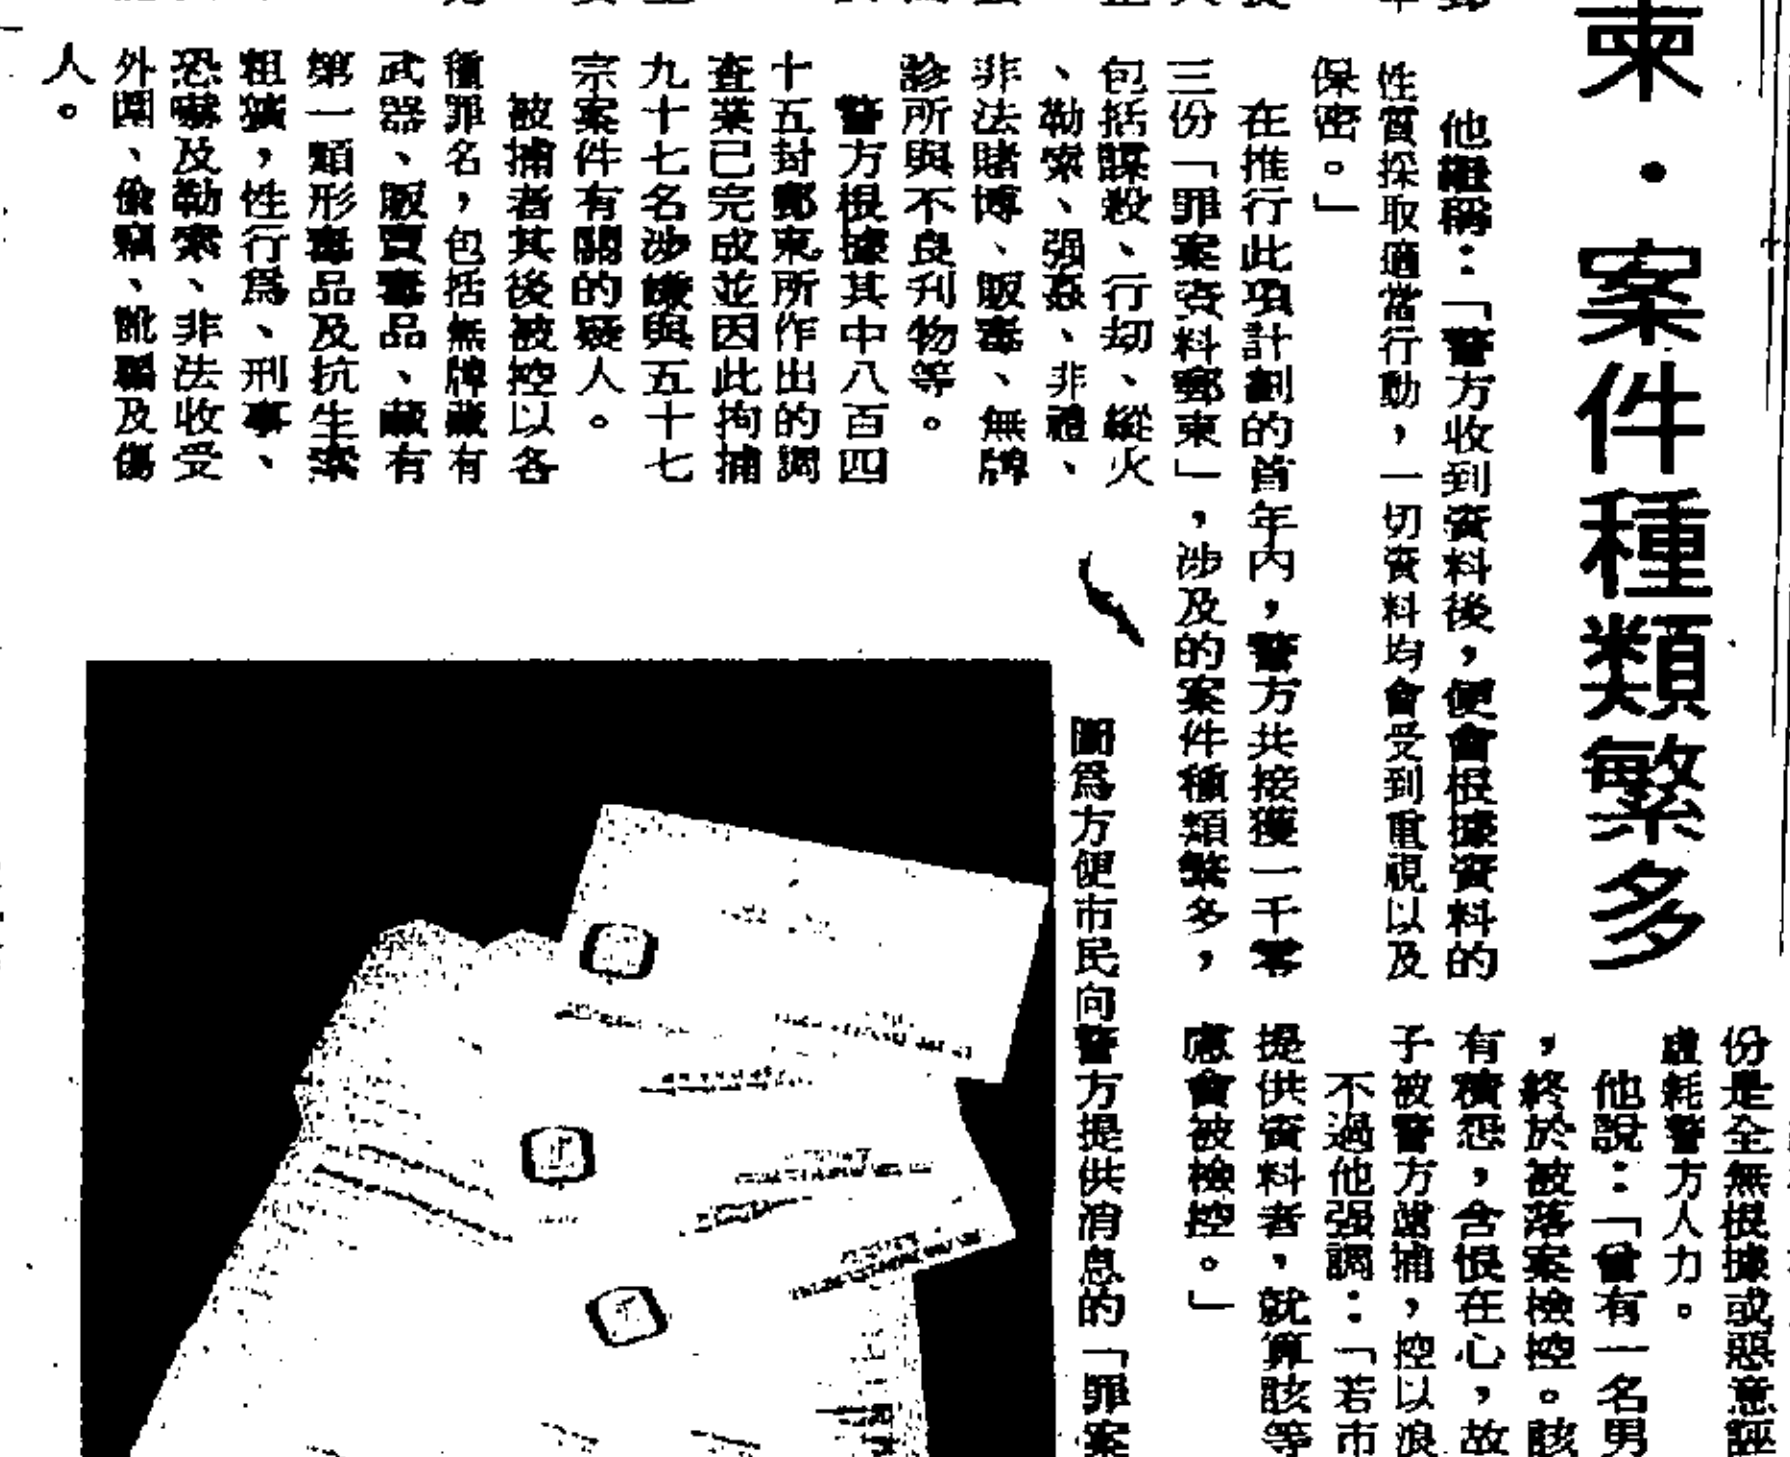 柬・案件種類繁多
他繼稱：「警方收到資料後，便會根據資料的
性質採取適當行動，一切資料均會受到重視以及
保密。」
在推行此項計劃的首年內，警方共接獲一千零
三份「罪案資料郵柬」，涉及的案件種類繁多，
包括謀殺、行刧、縱火
、勒索、强姦、非禮、
非法賭博、販毒、無牌
診所與不良刋物等。
警方根據其中八百四
十五封郵柬所作出的調
查業已完成並因此拘捕
九十七名涉嫌與五十七
宗案件有關的疑人。
被捕者其後被控以各
種罪名，包括無牌藏有
武器、販賣毒品、藏有
第一類形毒品及抗生素
粗獷，性行爲、刑事、
恐嚇及勒索、非法收受
外圍、偷竊、訛騙及傷
人。
份是全無根據或惡意誣
虛耗警方人力。
他說：「曾有一名男
，終於被落案檢控。該
有積怨，含恨在心，故
子被警方逮捕，控以浪
不過他强調：「若市
提供資料者，就算該等
慮會被檢控。」
圖爲方便市民向警方提供消息的「罪案